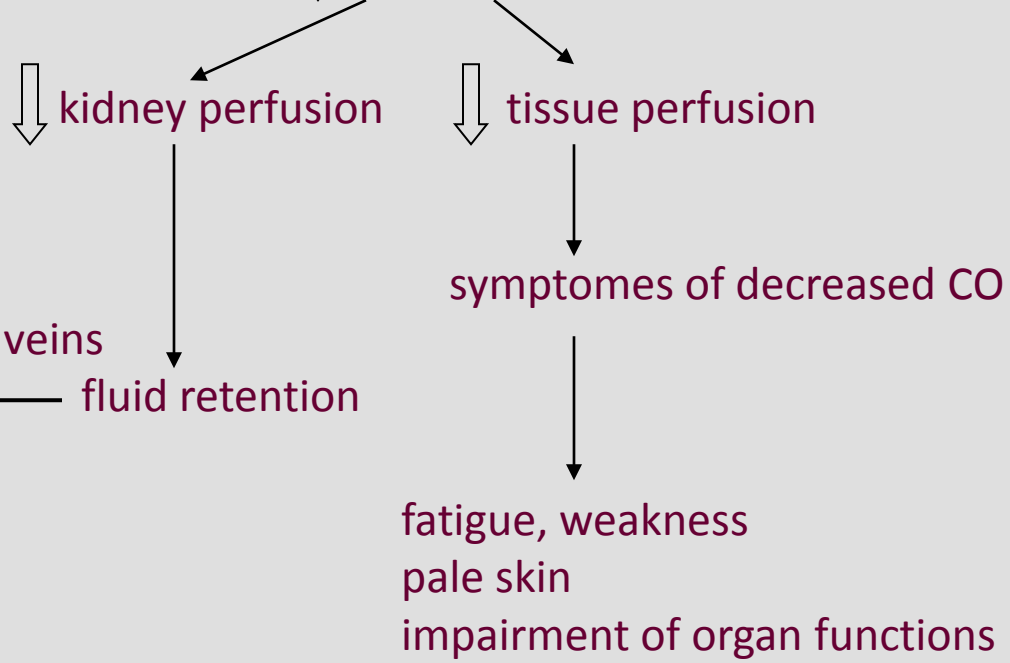 kidney perfusion
tissue perfusion
symptomes of decreased CO
veins
fluid retention
fatigue, weakness
pale skin
impairment of organ functions